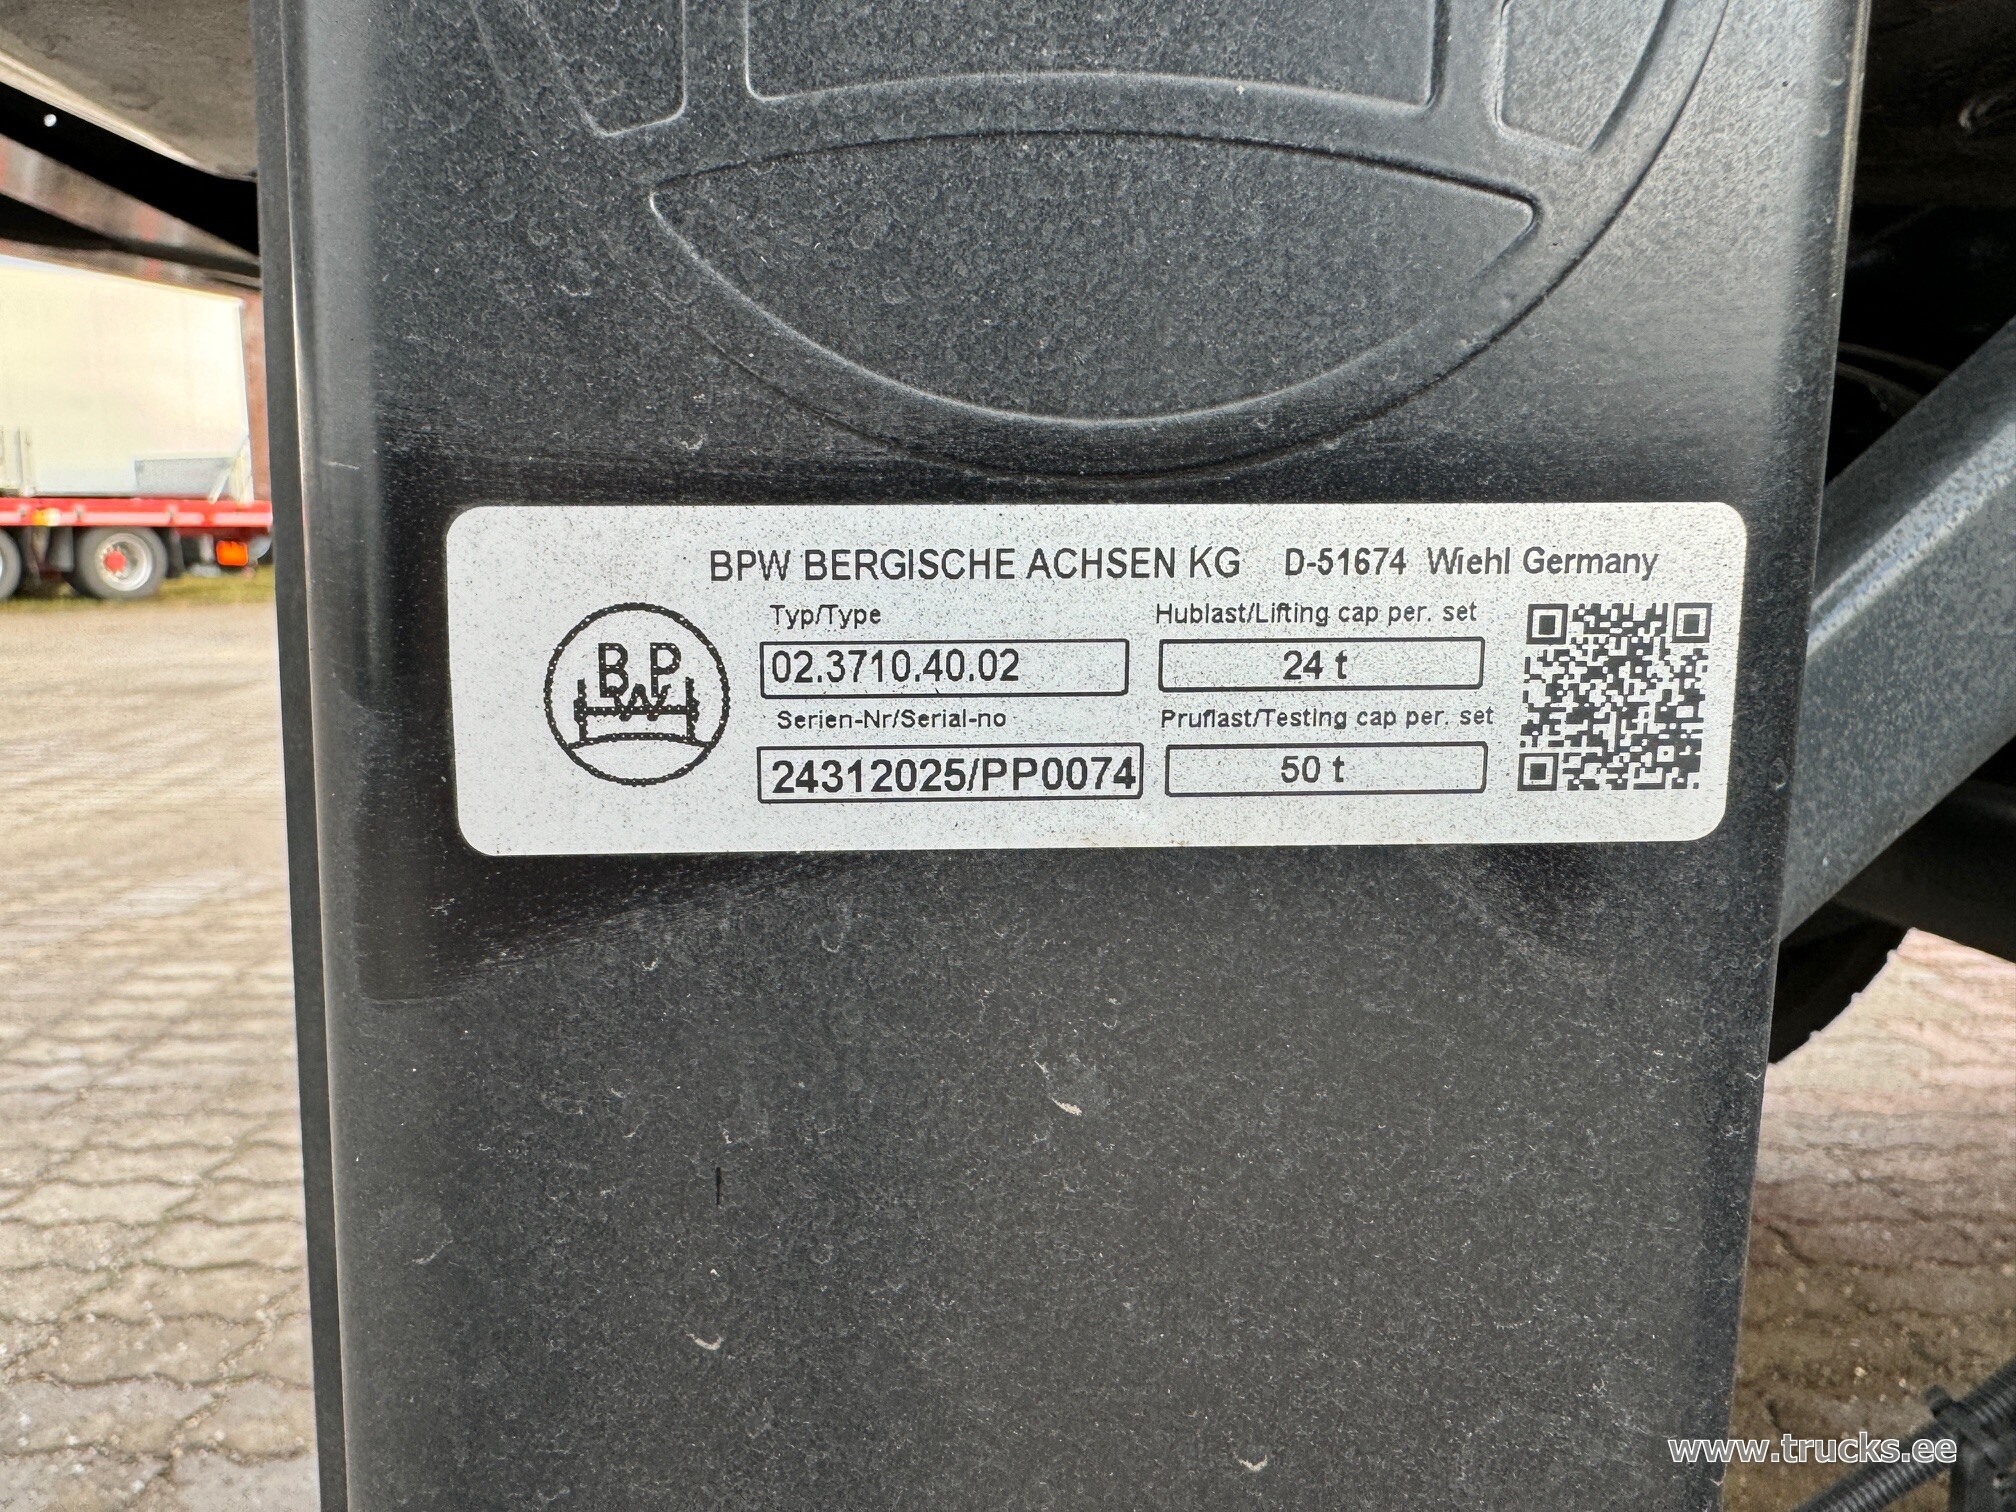 BPW BERGISCHE ACHSEN KG D-51674 Wiehl Germany
Typ/Type Hublast/Lifting cap per. set
BPW
02.3710.40.02 24 t
Serien-Nr/Serial-no Pruflast/Testing cap per. set
24312025/PP0074 50 t
www.trucks.ee